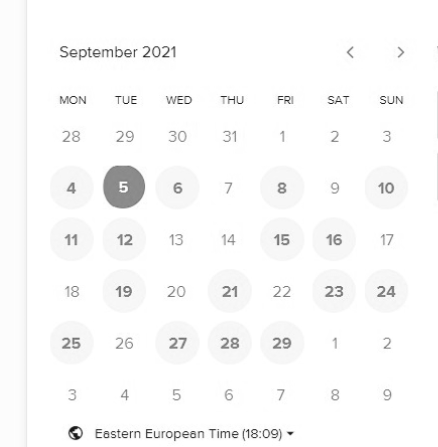 September 2021
MON TUE WED THU FRI SAT SUN
28 29 30 31 1 2 3
4 5 6 7 8 9 10
11 12 13 14 15 16 17
18 19 20 21 22 23 24
25 26 27 28 29 1 2
3 4 5 6 7 8 9
Eastern European Time (18:09)